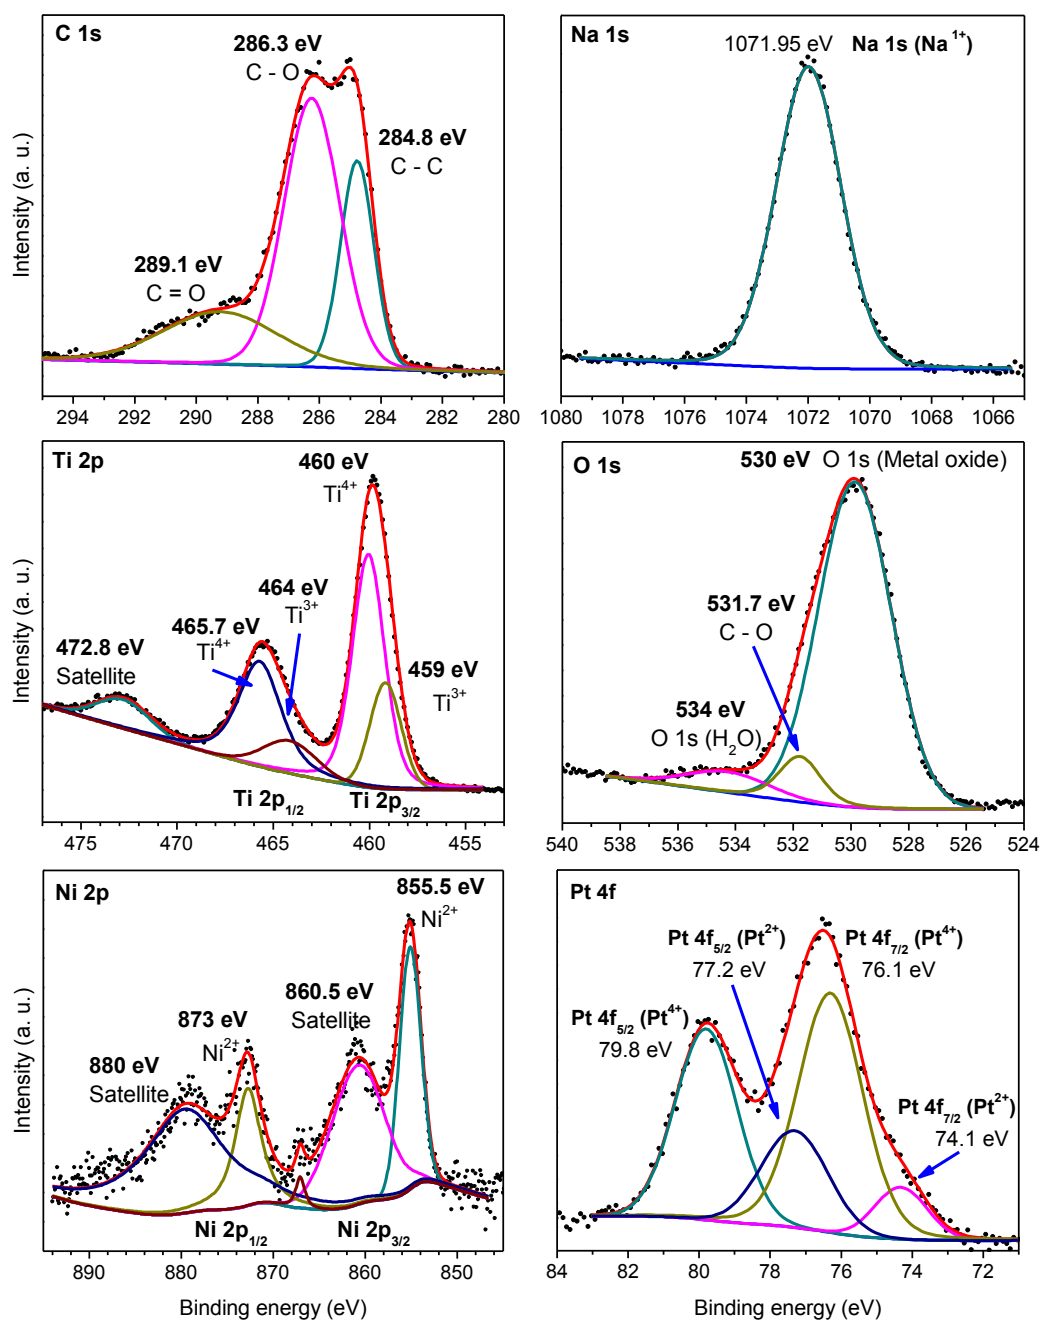 C 1s
286.3 eV
C - O
284.8 eV
C - C
289.1 eV
C = O
Intensity (a. u.)
294 292 290 288 286 284 282 280
Na 1s
1071.95 eV Na 1s (Na 1+)
1080 1078 1076 1074 1072 1070 1068 1066
Ti 2p
460 eV
Ti4+
464 eV
Ti3+
465.7 eV
Ti4+
472.8 eV
Satellite
459 eV
Ti3+
Ti 2p1/2 Ti 2p3/2
Intensity (a. u.)
475 470 465 460 455
O 1s
530 eV O 1s (Metal oxide)
531.7 eV
C - O
534 eV
O 1s (H2O)
540 538 536 534 532 530 528 526 524
Ni 2p
855.5 eV
Ni2+
860.5 eV
Satellite
873 eV
Ni2+
880 eV
Satellite
Ni 2p1/2 Ni 2p3/2
Intensity (a. u.)
890 880 870 860 850
Binding energy (eV)
Pt 4f
Pt 4f5/2 (Pt2+)
77.2 eV
Pt 4f7/2 (Pt4+)
76.1 eV
Pt 4f5/2 (Pt4+)
79.8 eV
Pt 4f7/2 (Pt2+)
74.1 eV
84 82 80 78 76 74 72
Binding energy (eV)